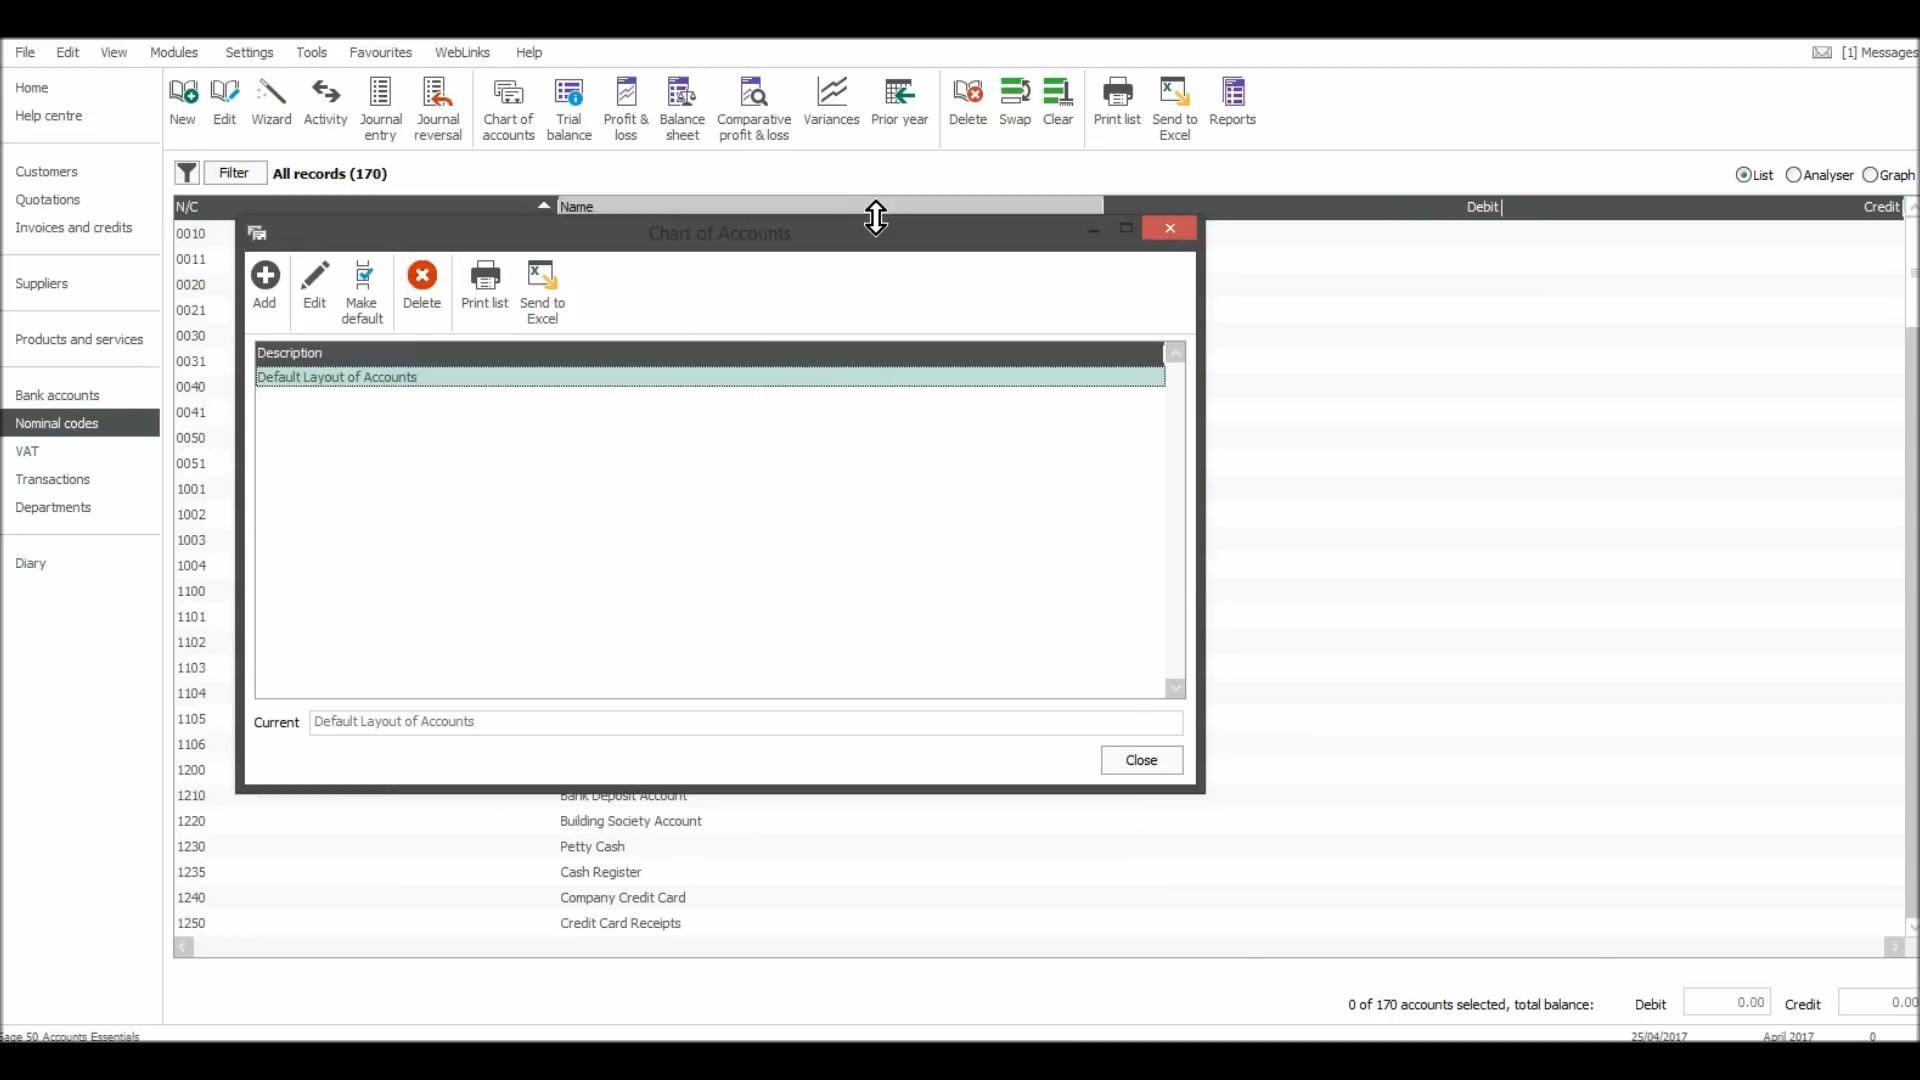 File Edit View Modules Settings Tools Favourites WebLinks Help [1] Messages
Home
Help centre
Customers
Quotations
Invoices and credits
Suppliers
Products and services
Bank accounts
Nominal codes
VAT
Transactions
Departments
Diary
New Edit Wizard Activity Journal entry Journal reversal Chart of accounts Trial balance Profit & loss Balance sheet Comparative profit & loss Variances Prior year Delete Swap Clear Print list Send to Excel Reports
Filter All records (170) List Analyser Graph
N/C Name Debit Credit
0010
0011
0020
0021
0030
0031
0040
0041
0050
0051
1001
1002
1003
1004
1100
1101
1102
1103
1104
1105
1106
1200
1210 Bank Deposit Account
1220 Building Society Account
1230 Petty Cash
1235 Cash Register
1240 Company Credit Card
1250 Credit Card Receipts
Chart of Accounts
Add Edit Make default Delete Print list Send to Excel
Description
Default Layout of Accounts
Current Default Layout of Accounts
Close
0 of 170 accounts selected, total balance: Debit 0.00 Credit 0.00
Sage 50 Accounts Essentials 25/04/2017 April 2017 0